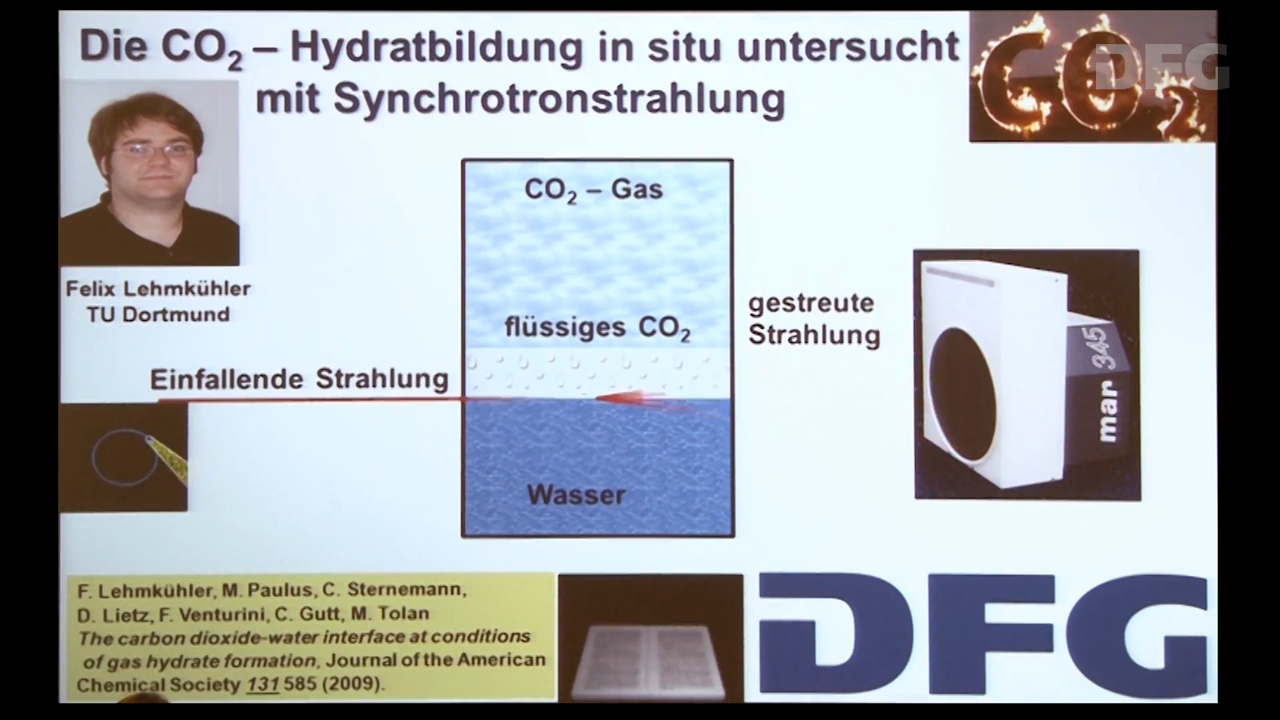 Die CO₂ – Hydratbildung in situ untersucht
mit Synchrotronstrahlung
CO₂
DFG
Felix Lehmkühler
TU Dortmund
CO₂ – Gas
flüssiges CO₂
gestreute
Strahlung
Einfallende Strahlung
mar 345
Wasser
F. Lehmkühler, M. Paulus, C. Sternemann,
D. Lietz, F. Venturini, C. Gutt, M. Tolan
The carbon dioxide-water interface at conditions
of gas hydrate formation, Journal of the American
Chemical Society 131 585 (2009).
DFG